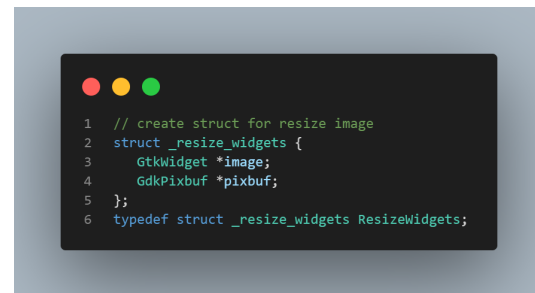 1 // create struct for resize image
2 struct _resize_widgets {
3 GtkWidget *image;
4 GdkPixbuf *pixbuf;
5 };
6 typedef struct _resize_widgets ResizeWidgets;